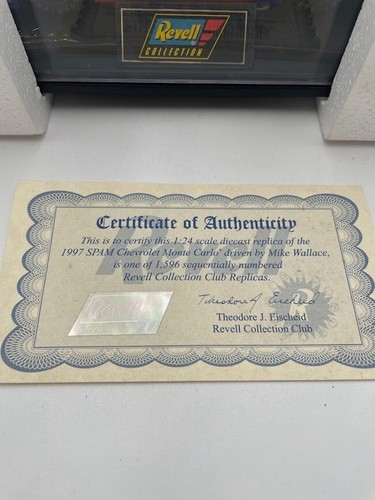 Revell
COLLECTION
Certificate of Authenticity
This is to certify this 1:24 scale diecast replica of the
1997 SPAM Chevrolet Monte Carlo® driven by Mike Wallace,
is one of 1,596 sequentially numbered
Revell Collection Club Replicas.
Theodore J Eischeid
Theodore J. Eischeid
Revell Collection Club